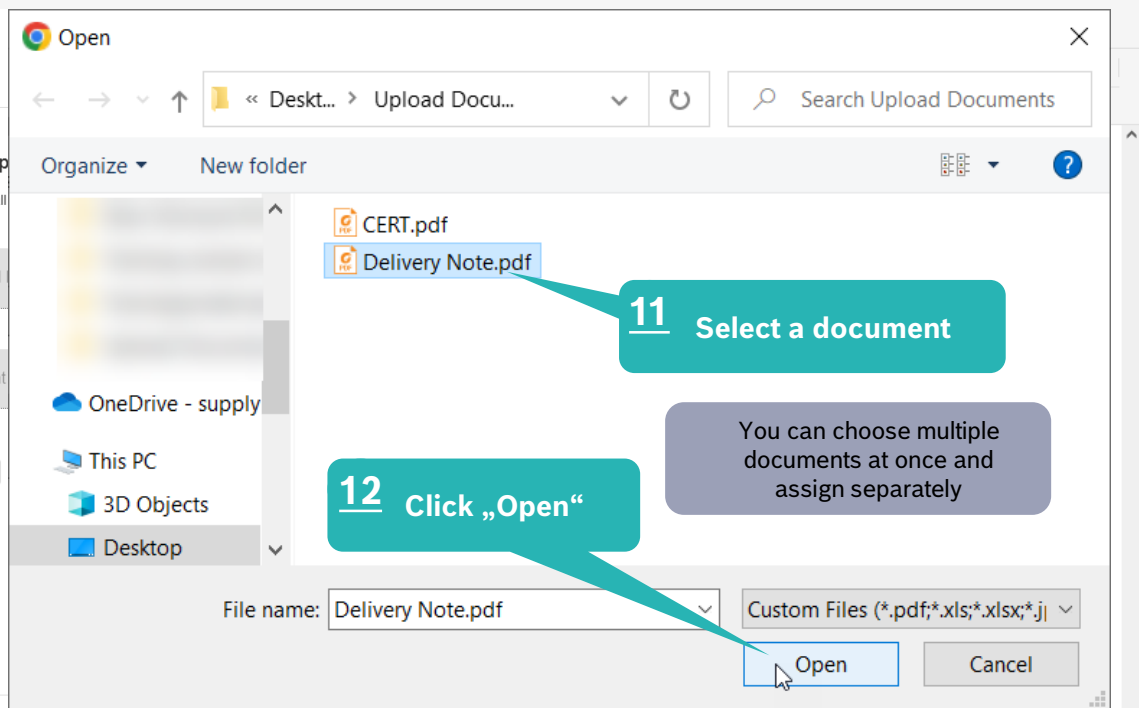 Open
« Deskt... > Upload Docu...
Search Upload Documents
Organize
New folder
?
CERT.pdf
Delivery Note.pdf
11 Select a document
OneDrive - supply
You can choose multiple
documents at once and
assign separately
This PC
12 Click „Open“
3D Objects
Desktop
File name:
Delivery Note.pdf
Custom Files (*.pdf;*.xls;*.xlsx;*.j
Open
Cancel